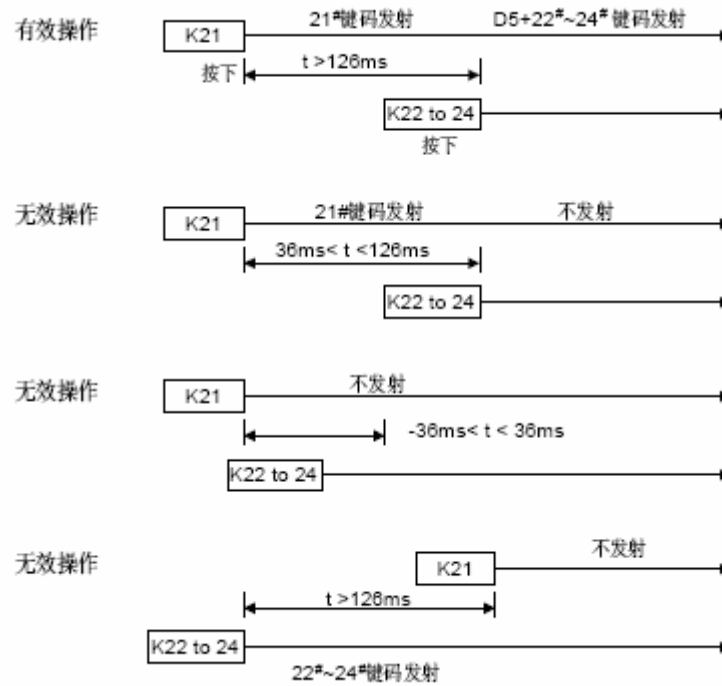 有效操作
K21
21#键码发射
D5+22#~24# 键码发射
按下
t >126ms
K22 to 24
按下
无效操作
K21
21#键码发射
不发射
36ms< t <126ms
K22 to 24
无效操作
K21
不发射
-36ms< t < 36ms
K22 to 24
无效操作
K21
不发射
t >126ms
K22 to 24
22#~24#键码发射